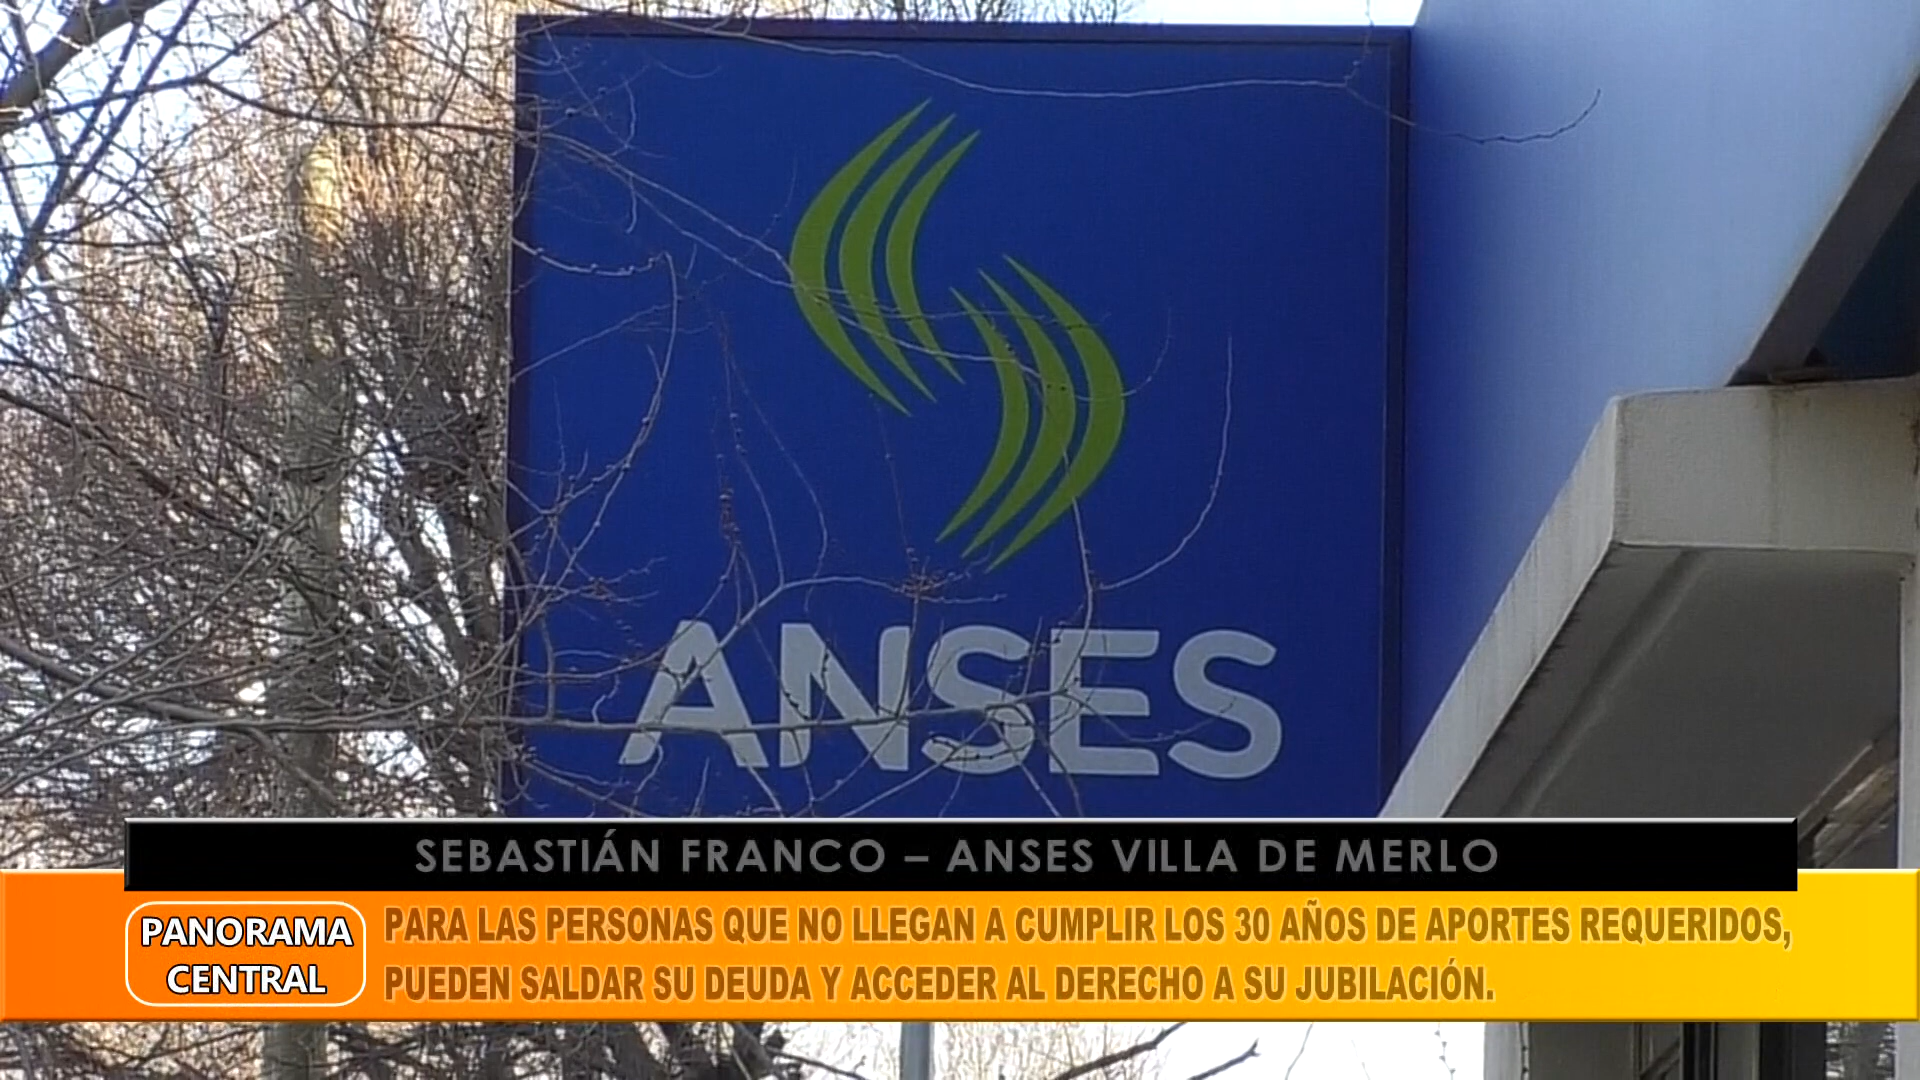 ANSES
SEBASTIÁN FRANCO – ANSES VILLA DE MERLO
PANORAMA
CENTRAL
PARA LAS PERSONAS QUE NO LLEGAN A CUMPLIR LOS 30 AÑOS DE APORTES REQUERIDOS,
PUEDEN SALDAR SU DEUDA Y ACCEDER AL DERECHO A SU JUBILACIÓN.